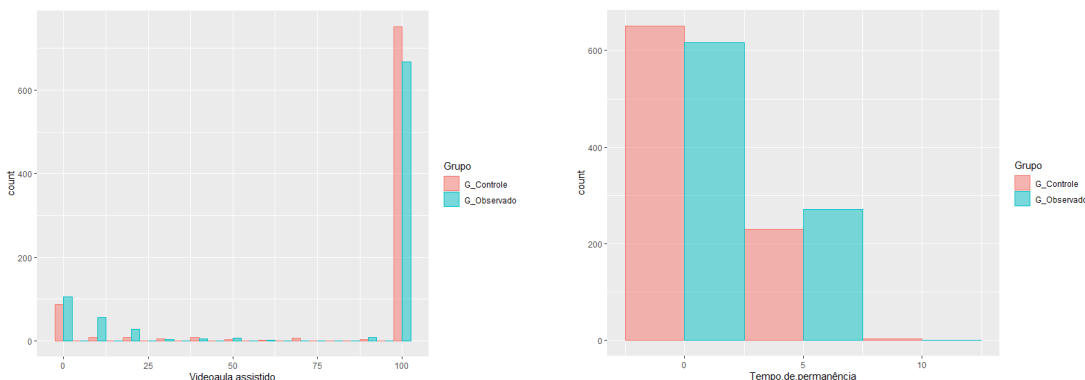 600
400
200
0
count
0
25
50
75
100
Videoaula assistido
Grupo
G_Controle
G_Observado
600
400
200
0
count
0
5
10
Tempo.de.permanência
Grupo
G_Controle
G_Observado